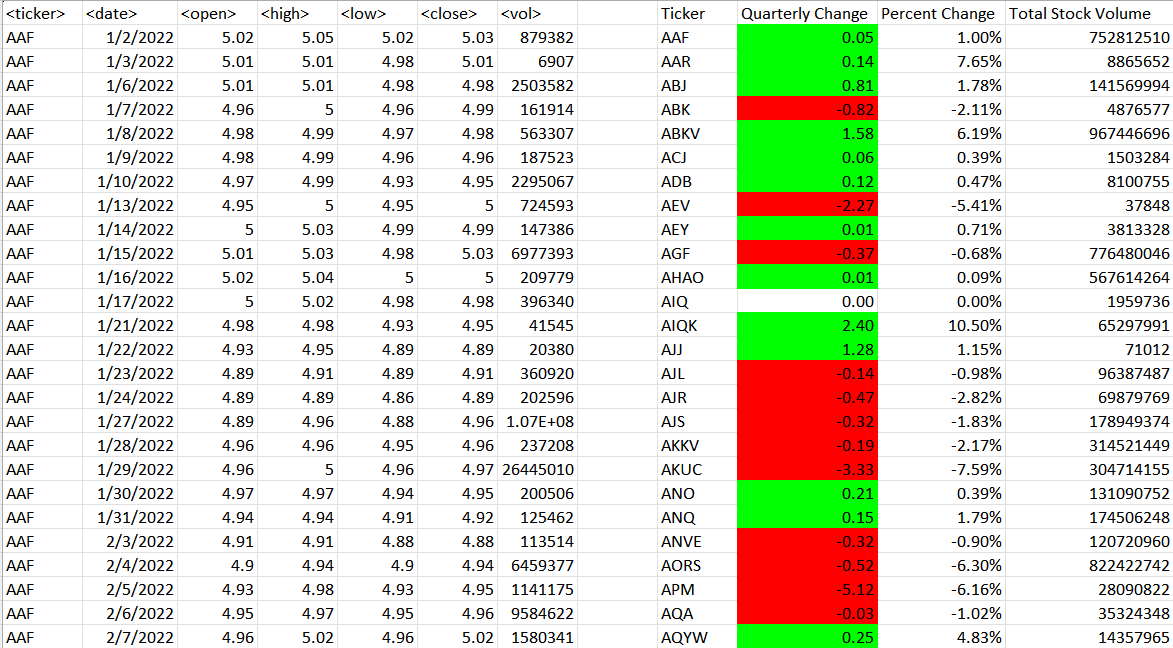 <ticker> <date> <open> <high> <low> <close> <vol> Ticker Quarterly Change Percent Change Total Stock Volume
AAF 1/2/2022 5.02 5.05 5.02 5.03 879382 AAF 0.05 1.00% 752812510
AAF 1/3/2022 5.01 5.01 4.98 5.01 6907 AAR 0.14 7.65% 8865652
AAF 1/6/2022 5.01 5.01 4.98 4.98 2503582 ABJ 0.81 1.78% 141569994
AAF 1/7/2022 4.96 5 4.96 4.99 161914 ABK -0.82 -2.11% 4876577
AAF 1/8/2022 4.98 4.99 4.97 4.98 563307 ABKV 1.58 6.19% 967446696
AAF 1/9/2022 4.98 4.99 4.96 4.96 187523 ACJ 0.06 0.39% 1503284
AAF 1/10/2022 4.97 4.99 4.93 4.95 2295067 ADB 0.12 0.47% 8100755
AAF 1/13/2022 4.95 5 4.95 5 724593 AEV -2.27 -5.41% 37848
AAF 1/14/2022 5 5.03 4.99 4.99 147386 AEY 0.01 0.71% 3813328
AAF 1/15/2022 5.01 5.03 4.98 5.03 6977393 AGF -0.37 -0.68% 776480046
AAF 1/16/2022 5.02 5.04 5 5 209779 AHAO 0.01 0.09% 567614264
AAF 1/17/2022 5 5.02 4.98 4.98 396340 AIQ 0.00 0.00% 1959736
AAF 1/21/2022 4.98 4.98 4.93 4.95 41545 AIQK 2.40 10.50% 65297991
AAF 1/22/2022 4.93 4.95 4.89 4.89 20380 AJJ 1.28 1.15% 71012
AAF 1/23/2022 4.89 4.91 4.89 4.91 360920 AJL -0.14 -0.98% 96387487
AAF 1/24/2022 4.89 4.89 4.86 4.89 202596 AJR -0.47 -2.82% 69879769
AAF 1/27/2022 4.89 4.96 4.88 4.96 1.07E+08 AJS -0.32 -1.83% 178949374
AAF 1/28/2022 4.96 4.96 4.95 4.96 237208 AKKV -0.19 -2.17% 314521449
AAF 1/29/2022 4.96 5 4.96 4.97 26445010 AKUC -3.33 -7.59% 304714155
AAF 1/30/2022 4.97 4.97 4.94 4.95 200506 ANO 0.21 0.39% 131090752
AAF 1/31/2022 4.94 4.94 4.91 4.92 125462 ANQ 0.15 1.79% 174506248
AAF 2/3/2022 4.91 4.91 4.88 4.88 113514 ANVE -0.32 -0.90% 120720960
AAF 2/4/2022 4.9 4.94 4.9 4.94 6459377 AORS -0.52 -6.30% 822422742
AAF 2/5/2022 4.93 4.98 4.93 4.95 1141175 APM -5.12 -6.16% 28090822
AAF 2/6/2022 4.95 4.97 4.95 4.96 9584622 AQA -0.03 -1.02% 35324348
AAF 2/7/2022 4.96 5.02 4.96 5.02 1580341 AQYW 0.25 4.83% 14357965